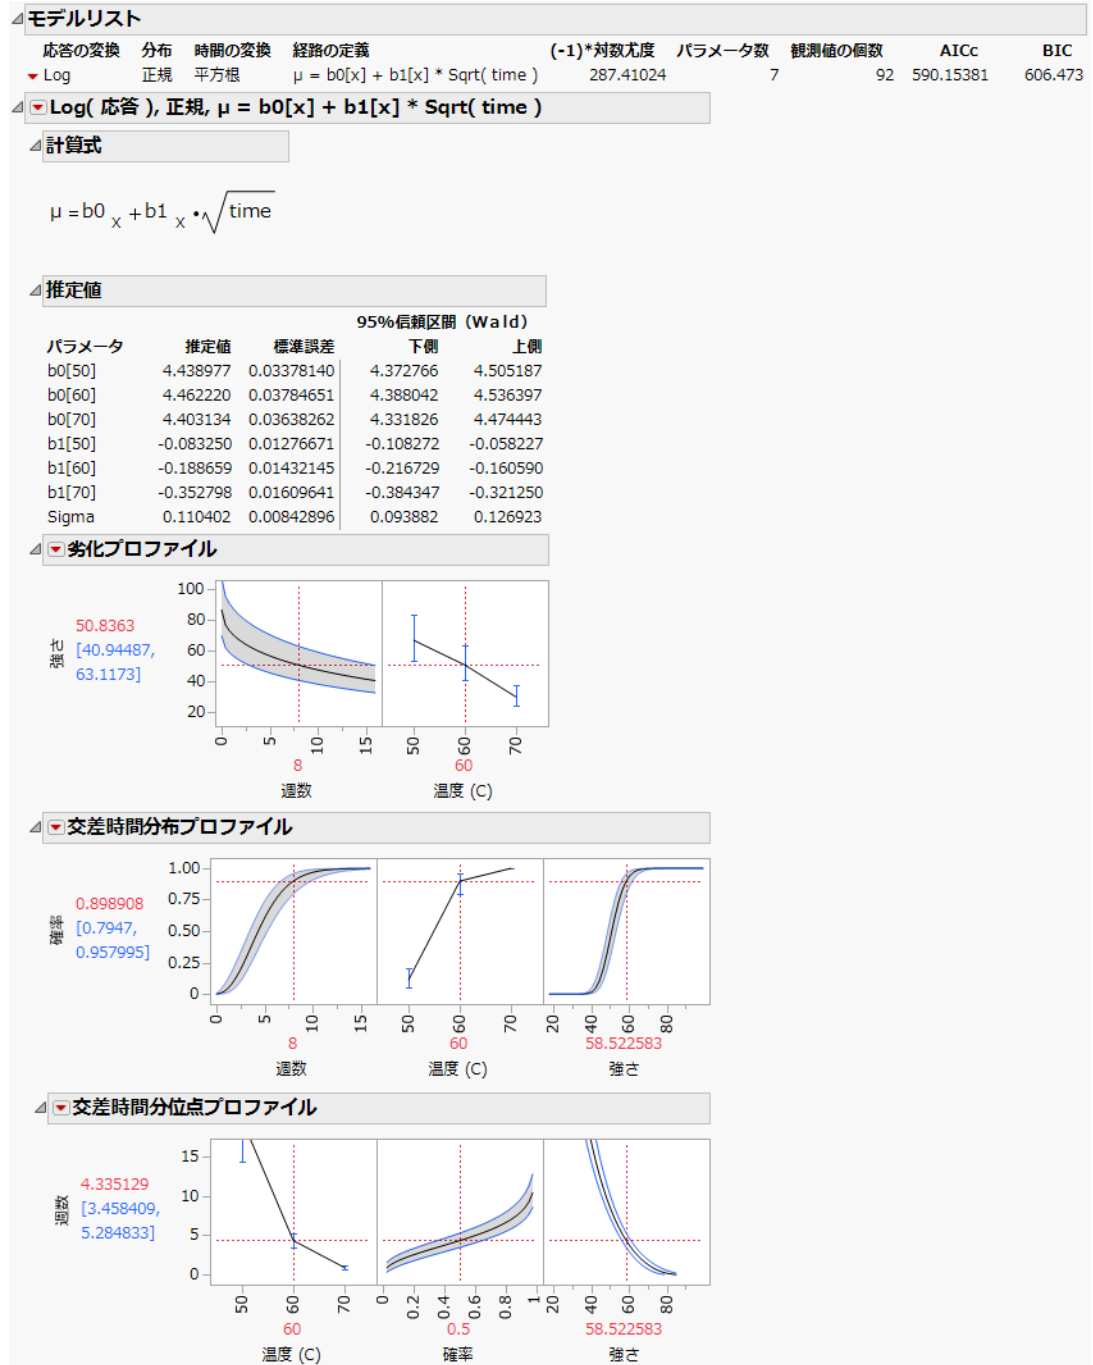 モデルリスト
応答の変換 分布 時間の変換 経路の定義 (-1)*対数尤度 パラメータ数 観測値の個数 AICc BIC
Log 正規 平方根 μ = b0[x] + b1[x] * Sqrt( time ) 287.41024 7 92 590.15381 606.473
Log( 応答 ), 正規, μ = b0[x] + b1[x] * Sqrt( time )
計算式
μ = b0 x + b1 x • √time
推定値
95%信頼区間 (Wald)
パラメータ 推定値 標準誤差 下側 上側
b0[50] 4.438977 0.03378140 4.372766 4.505187
b0[60] 4.462220 0.03784651 4.388042 4.536397
b0[70] 4.403134 0.03638262 4.331826 4.474443
b1[50] -0.083250 0.01276671 -0.108272 -0.058227
b1[60] -0.188659 0.01432145 -0.216729 -0.160590
b1[70] -0.352798 0.01609641 -0.384347 -0.321250
Sigma 0.110402 0.00842896 0.093882 0.126923
劣化プロファイル
強さ
50.8363
[40.94487,
63.1173]
100
80
60
40
20
0 5 10 15 50 60 70
8 60
週数 温度 (C)
交差時間分布プロファイル
確率
0.898908
[0.7947,
0.957995]
1.00
0.75
0.50
0.25
0
0 5 10 15 50 60 70 20 40 60 80
8 60 58.522583
週数 温度 (C) 強さ
交差時間分位点プロファイル
週数
4.335129
[3.458409,
5.284833]
15
10
5
0
50 60 70 0 0.2 0.4 0.6 0.8 1 20 40 60 80
60 0.5 58.522583
温度 (C) 確率 強さ